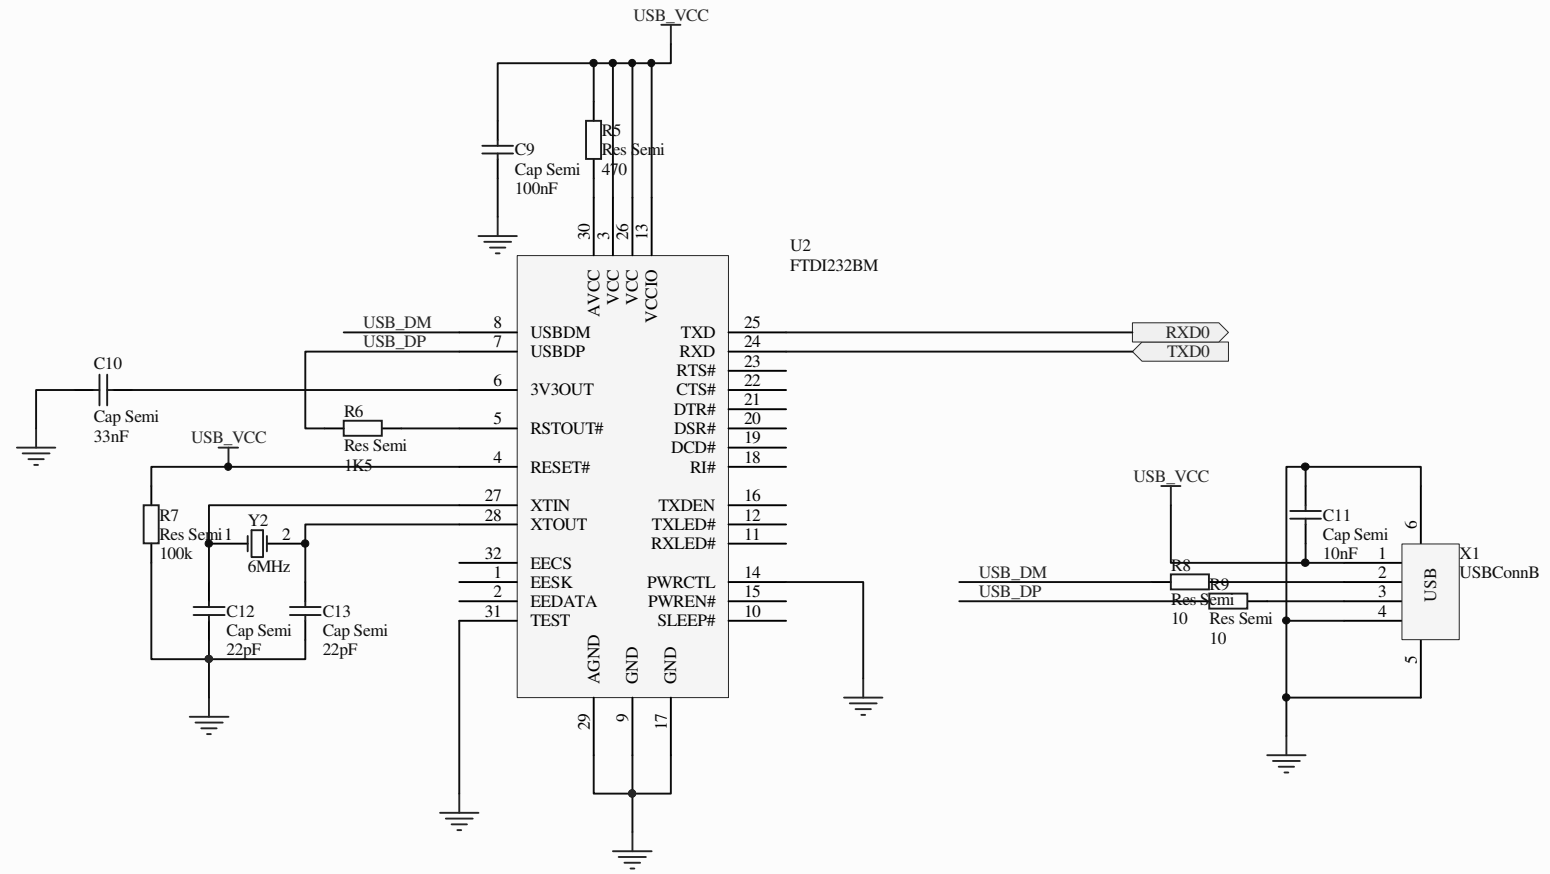 USB_VCC
C9
Cap Semi
100nF
R5
Res Semi
470
30
3
26
13
U2
FTDI232BM
AVCC
VCC
VCC
VCCIO
USB_DM
8
USBDM
TXD
25
RXD0
USB_DP
7
USBDP
RXD
24
TXD0
RTS#
23
C10
Cap Semi
33nF
6
3V3OUT
CTS#
22
DTR#
21
R6
Res Semi
1K5
5
RSTOUT#
DSR#
20
DCD#
19
USB_VCC
4
RESET#
RI#
18
R7
Res Semi
100k
27
XTIN
TXDEN
16
Y2
1
2
6MHz
28
XTOUT
TXLED#
12
RXLED#
11
32
EECS
1
EESK
PWRCTL
14
2
EEDATA
PWREN#
15
31
TEST
SLEEP#
10
C12
Cap Semi
22pF
C13
Cap Semi
22pF
AGND
GND
GND
29
9
17
USB_VCC
C11
Cap Semi
10nF
6
1
X1
USBConnB
USB
USB_DM
R8
Res Semi
10
2
USB_DP
R9
Res Semi
10
3
4
5